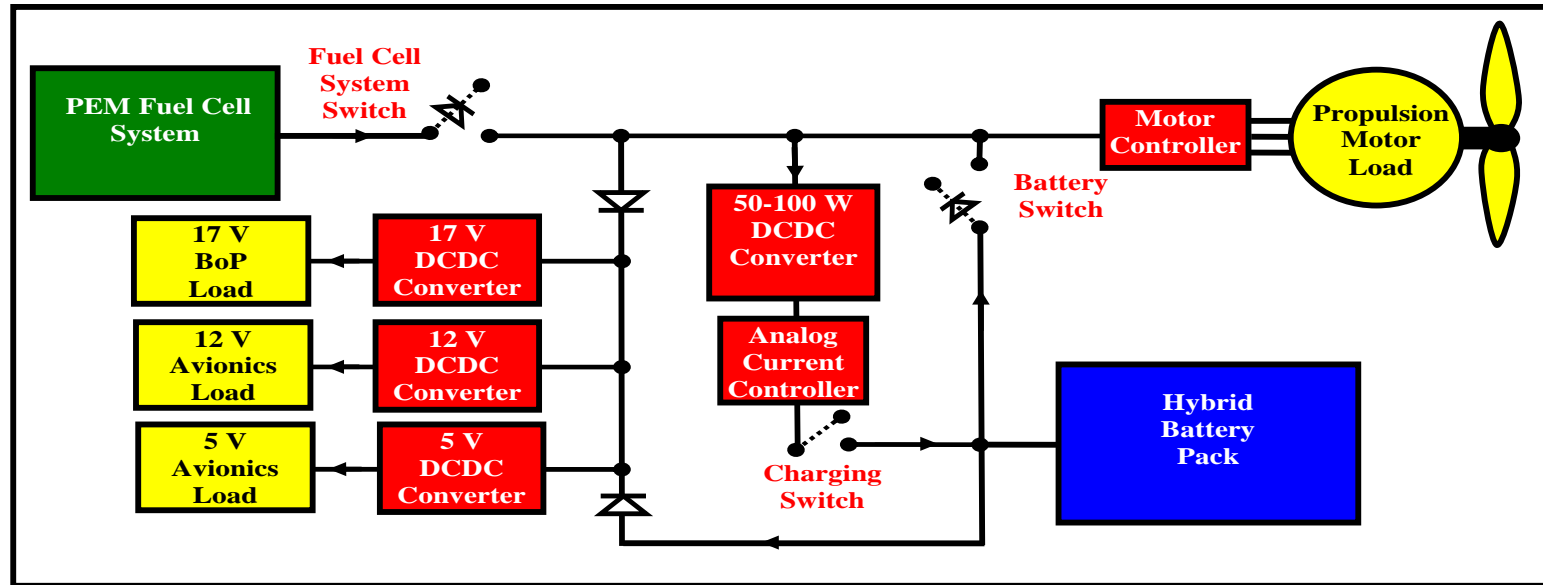 PEM Fuel Cell
System
Fuel Cell
System
Switch
Motor
Controller
Propulsion
Motor
Load
Battery
Switch
50-100 W
DCDC
Converter
17 V
BoP
Load
17 V
DCDC
Converter
12 V
Avionics
Load
12 V
DCDC
Converter
Analog
Current
Controller
5 V
Avionics
Load
5 V
DCDC
Converter
Charging
Switch
Hybrid
Battery
Pack